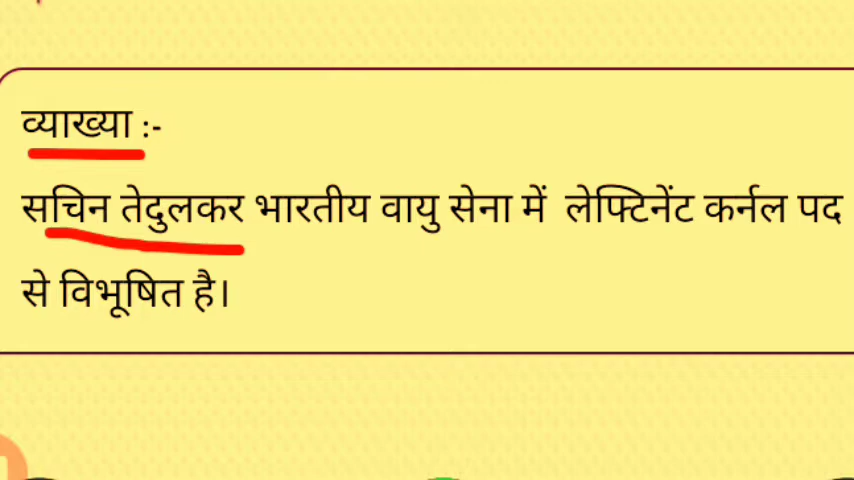 व्याख्या :-
सचिन तेदुलकर भारतीय वायु सेना में लेफ्टिनेंट कर्नल पद
से विभूषित है।